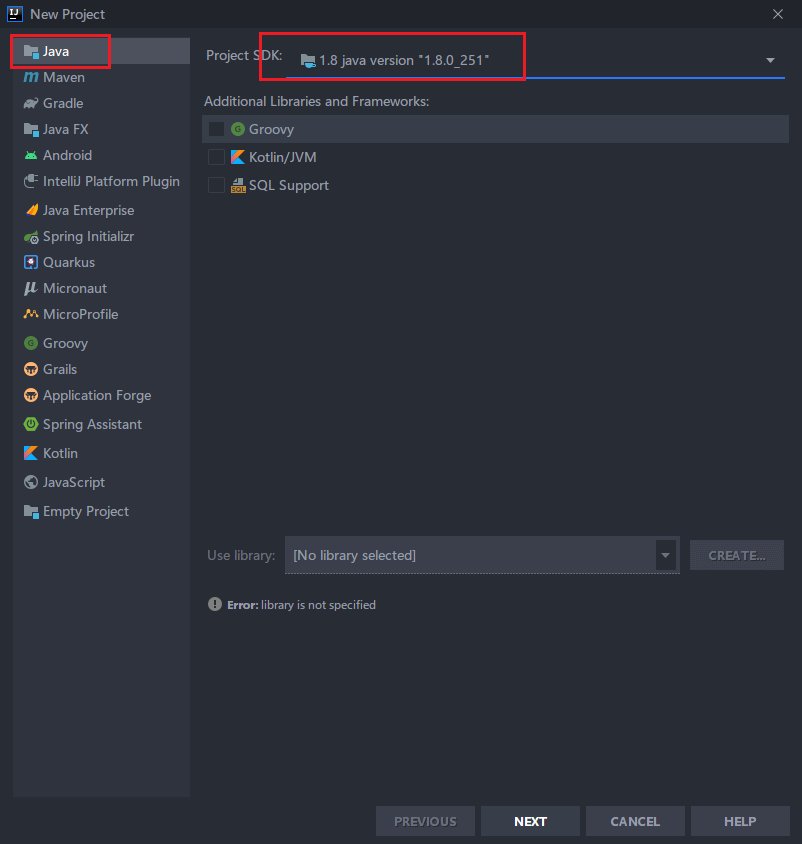 New Project
Java
Maven
Gradle
Java FX
Android
IntelliJ Platform Plugin
Java Enterprise
Spring Initializr
Quarkus
Micronaut
MicroProfile
Groovy
Grails
Application Forge
Spring Assistant
Kotlin
JavaScript
Empty Project
Project SDK: 1.8 java version "1.8.0_251"
Additional Libraries and Frameworks:
Groovy
Kotlin/JVM
SQL Support
Use library: [No library selected] CREATE...
Error: library is not specified
PREVIOUS NEXT CANCEL HELP